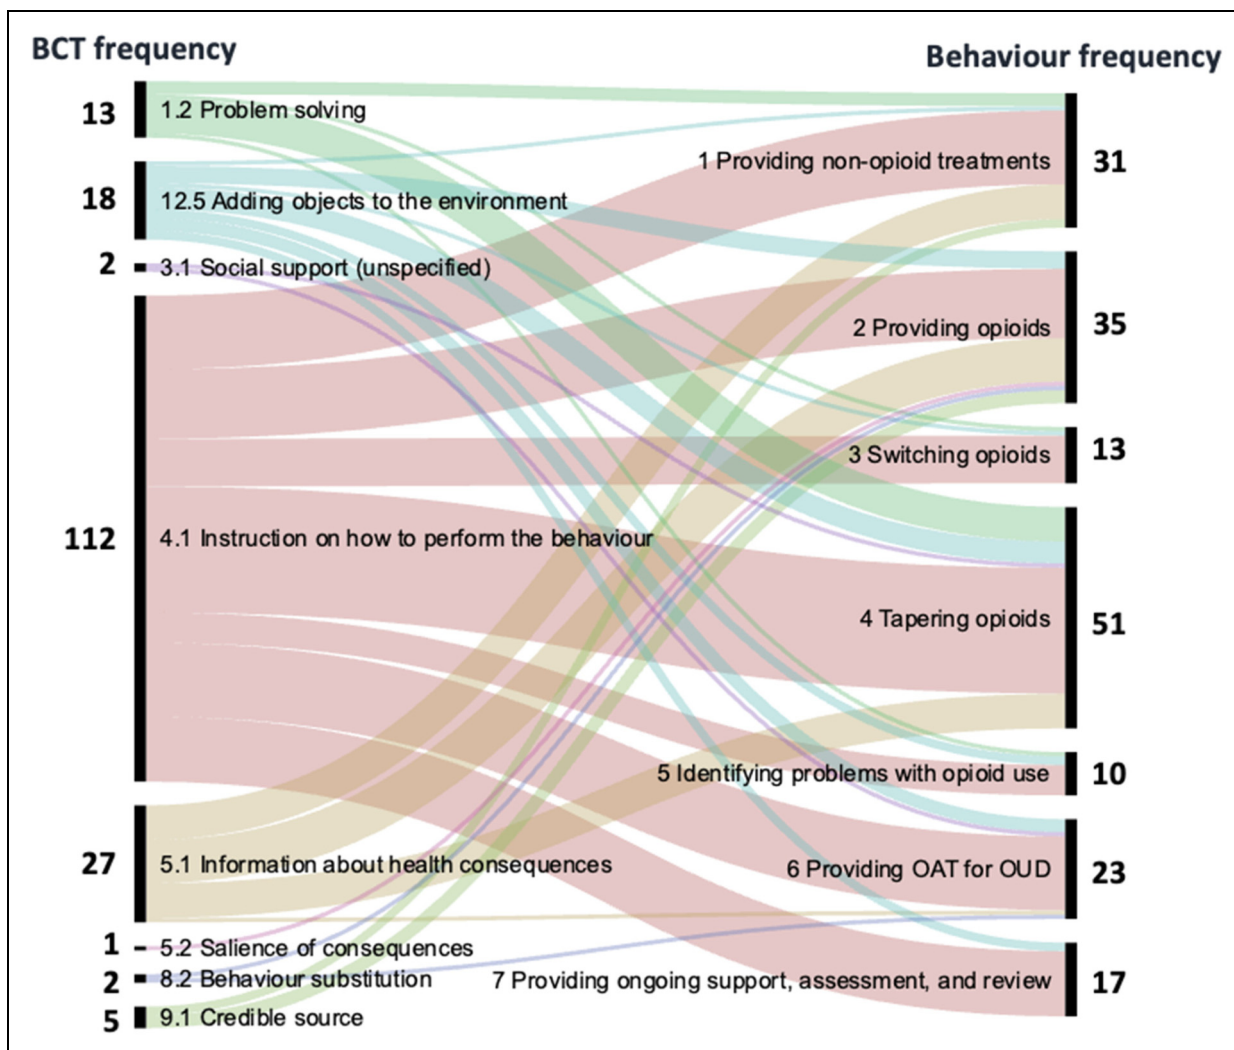 BCT frequency
Behaviour frequency
13
1.2 Problem solving
18
12.5 Adding objects to the environment
2
3.1 Social support (unspecified)
112
4.1 Instruction on how to perform the behaviour
27
5.1 Information about health consequences
1
5.2 Salience of consequences
2
8.2 Behaviour substitution
5
9.1 Credible source
1 Providing non-opioid treatments
31
2 Providing opioids
35
3 Switching opioids
13
4 Tapering opioids
51
5 Identifying problems with opioid use
10
6 Providing OAT for OUD
23
7 Providing ongoing support, assessment, and review
17